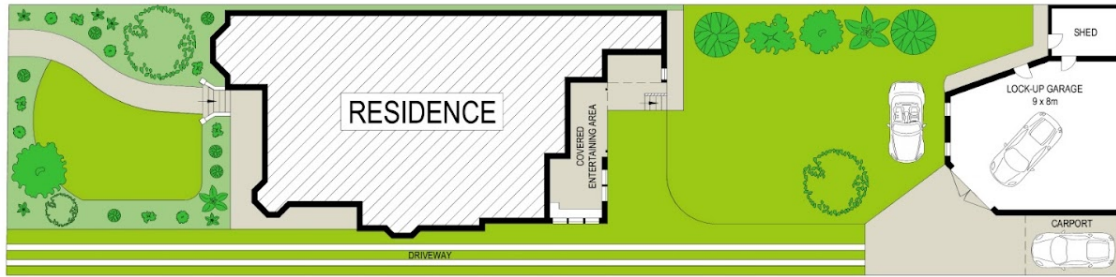 SHED
LOCK-UP GARAGE
9 x 8m
RESIDENCE
COVERED
ENTERTAINING AREA
CARPORT
DRIVEWAY